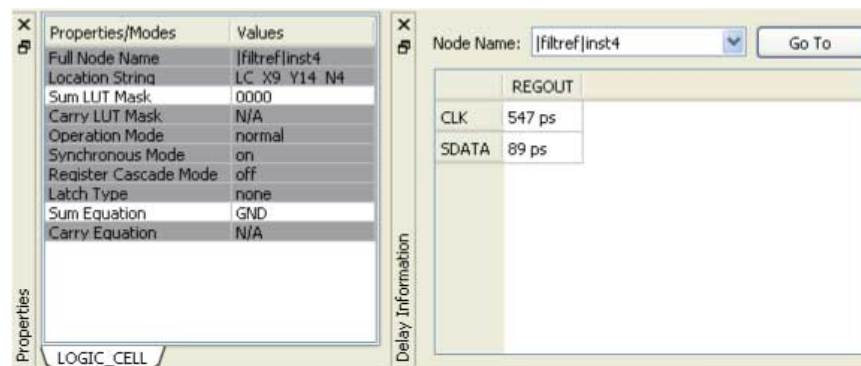 Properties/Modes Values
Full Node Name |filtref|inst4
Location String LC_X9_Y14_N4
Sum LUT Mask 0000
Carry LUT Mask N/A
Operation Mode normal
Synchronous Mode on
Register Cascade Mode off
Latch Type none
Sum Equation GND
Carry Equation N/A
Properties
LOGIC_CELL
Node Name: |filtref|inst4 Go To
REGOUT
CLK 547 ps
SDATA 89 ps
Delay Information